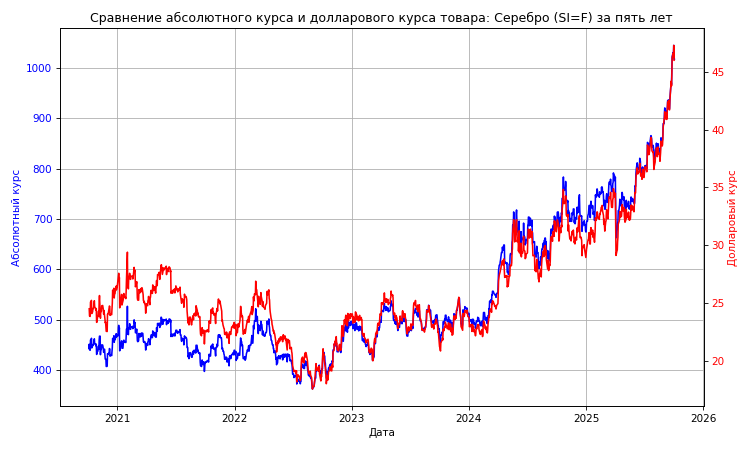 Сравнение абсолютного курса и долларового курса товара: Серебро (SI=F) за пять лет
1000
900
800
700
600
500
400
Абсолютный курс
45
40
35
30
25
20
Долларовый курс
2021 2022 2023 2024 2025 2026
Дата